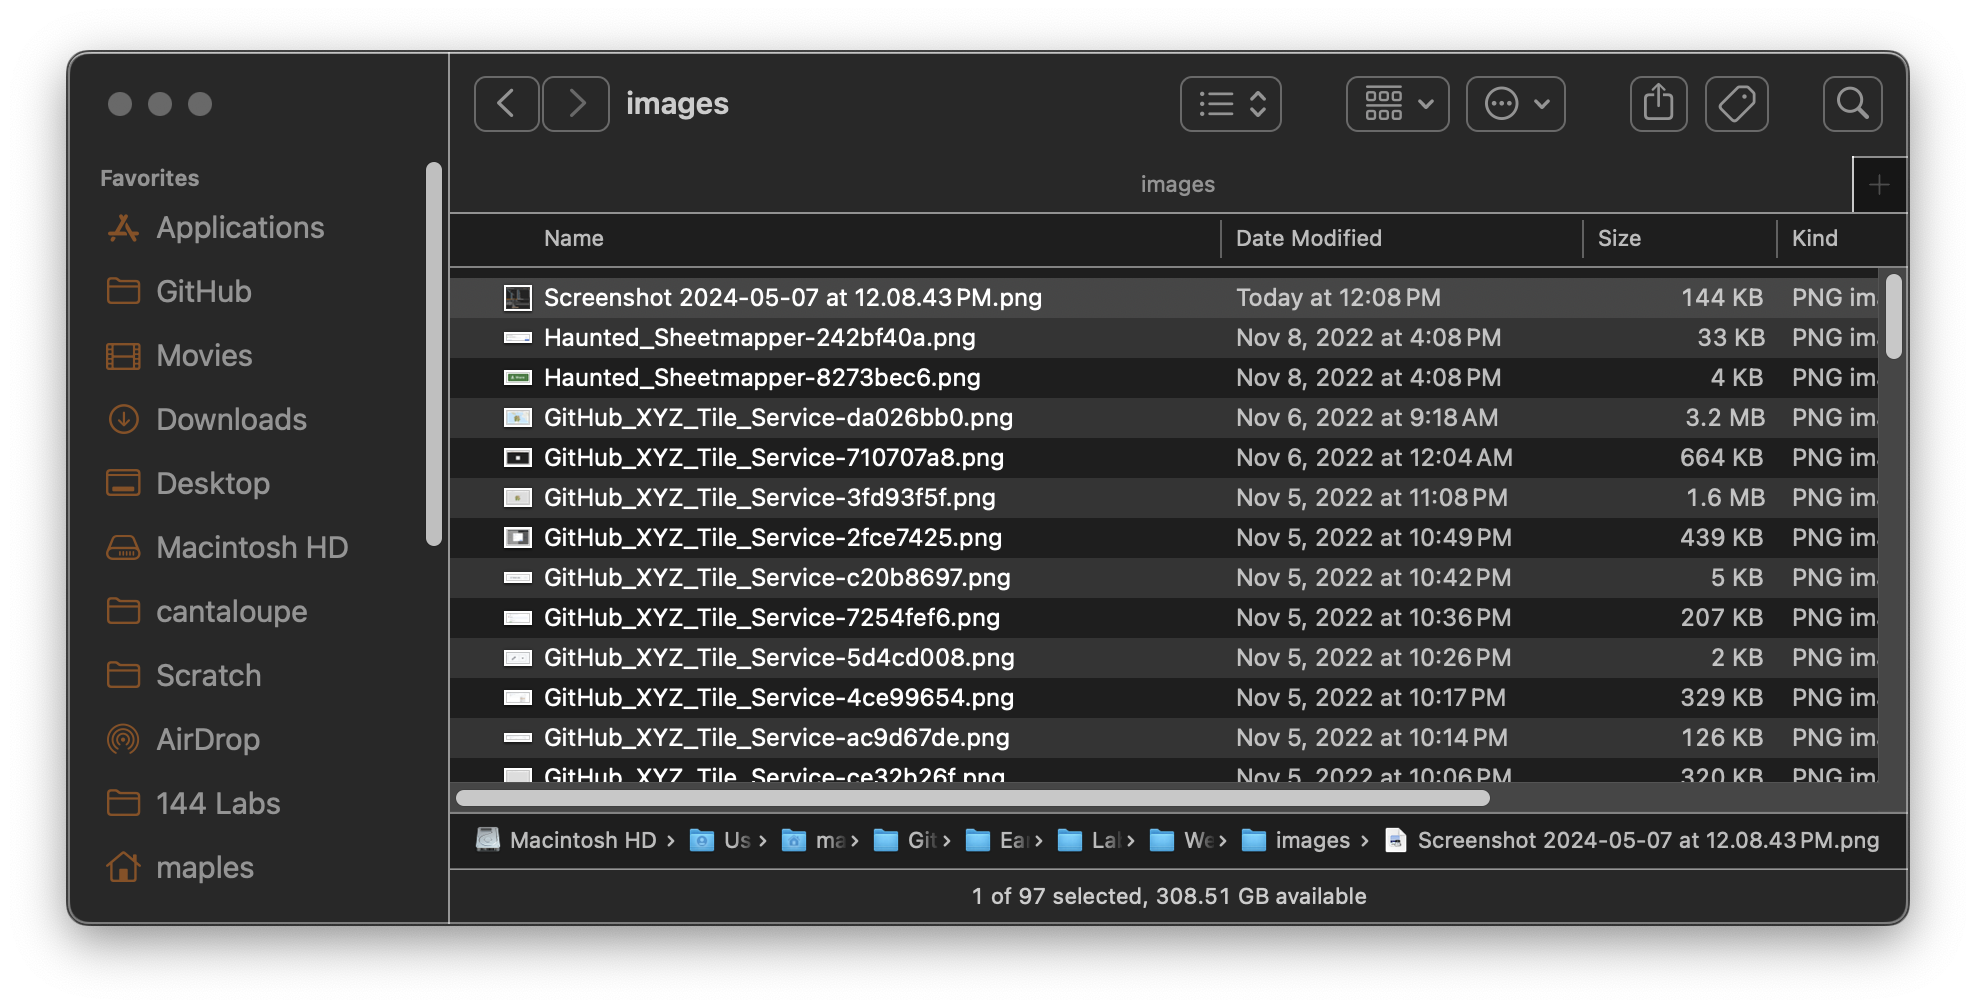 images
images
Favorites
Applications
GitHub
Movies
Downloads
Desktop
Macintosh HD
cantaloupe
Scratch
AirDrop
144 Labs
maples
Name Date Modified Size Kind
Screenshot 2024-05-07 at 12.08.43 PM.png Today at 12:08 PM 144 KB PNG im
Haunted_Sheetmapper-242bf40a.png Nov 8, 2022 at 4:08 PM 33 KB PNG im
Haunted_Sheetmapper-8273bec6.png Nov 8, 2022 at 4:08 PM 4 KB PNG im
GitHub_XYZ_Tile_Service-da026bb0.png Nov 6, 2022 at 9:18 AM 3.2 MB PNG im
GitHub_XYZ_Tile_Service-710707a8.png Nov 6, 2022 at 12:04 AM 664 KB PNG im
GitHub_XYZ_Tile_Service-3fd93f5f.png Nov 5, 2022 at 11:08 PM 1.6 MB PNG im
GitHub_XYZ_Tile_Service-2fce7425.png Nov 5, 2022 at 10:49 PM 439 KB PNG im
GitHub_XYZ_Tile_Service-c20b8697.png Nov 5, 2022 at 10:42 PM 5 KB PNG im
GitHub_XYZ_Tile_Service-7254fef6.png Nov 5, 2022 at 10:36 PM 207 KB PNG im
GitHub_XYZ_Tile_Service-5d4cd008.png Nov 5, 2022 at 10:26 PM 2 KB PNG im
GitHub_XYZ_Tile_Service-4ce99654.png Nov 5, 2022 at 10:17 PM 329 KB PNG im
GitHub_XYZ_Tile_Service-ac9d67de.png Nov 5, 2022 at 10:14 PM 126 KB PNG im
GitHub_XYZ_Tile_Service-ce32b26f.png Nov 5, 2022 at 10:06 PM 320 KB PNG im
Macintosh HD › Us › ma › Git › Ear › Lal › We › images › Screenshot 2024-05-07 at 12.08.43 PM.png
1 of 97 selected, 308.51 GB available